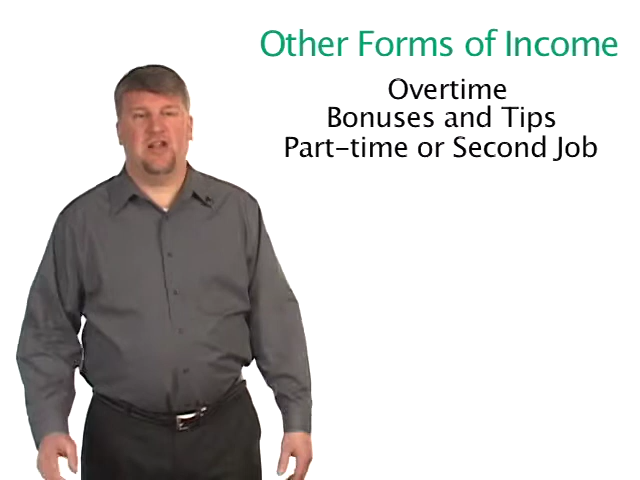 Other Forms of Income
Overtime
Bonuses and Tips
Part-time or Second Job